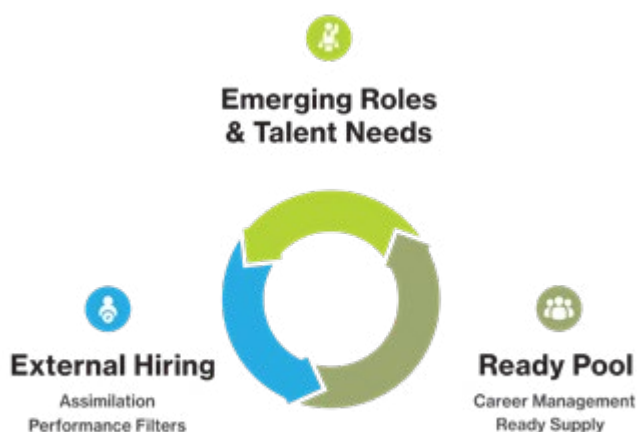 Emerging Roles
& Talent Needs
External Hiring
Assimilation
Performance Filters
Ready Pool
Career Management
Ready Supply